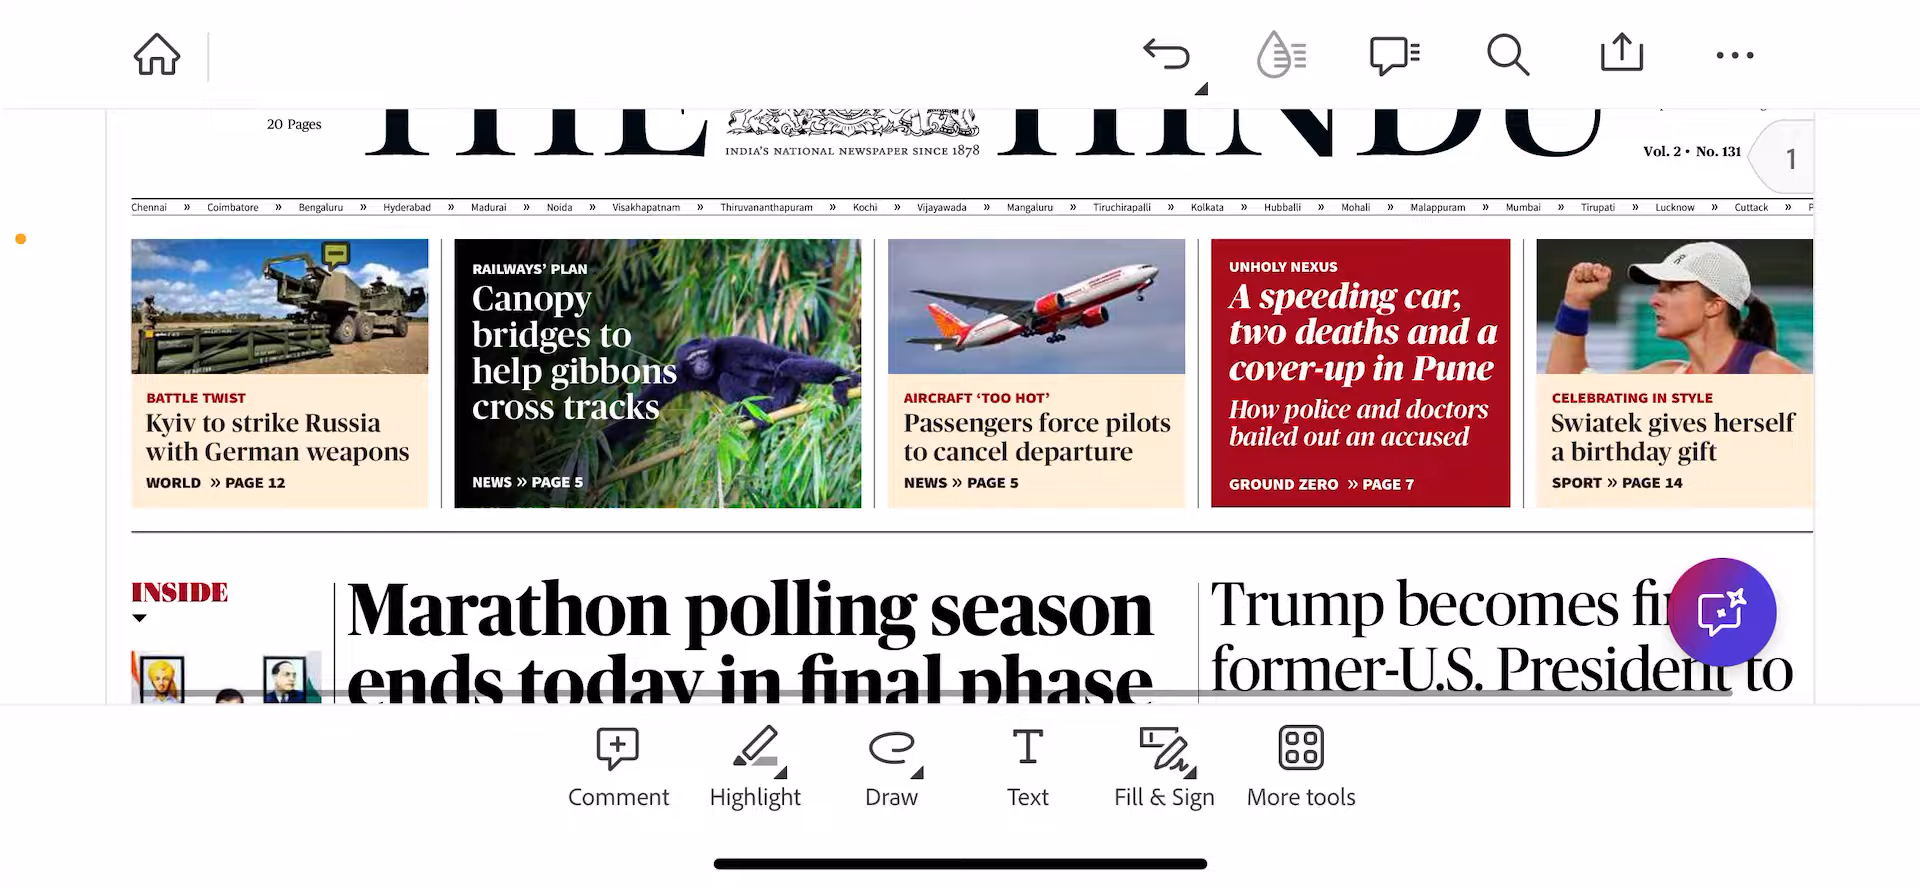 20 Pages
THE HINDU
INDIA'S NATIONAL NEWSPAPER SINCE 1878
Vol. 2 • No. 131
1
Chennai » Coimbatore » Bengaluru » Hyderabad » Madurai » Noida » Visakhapatnam » Thiruvananthapuram » Kochi » Vijayawada » Mangaluru » Tiruchirapalli » Kolkata » Hubballi » Mohali » Malappuram » Mumbai » Tirupati » Lucknow » Cuttack » P
BATTLE TWIST
Kyiv to strike Russia
with German weapons
WORLD » PAGE 12
RAILWAYS' PLAN
Canopy
bridges to
help gibbons
cross tracks
NEWS » PAGE 5
AIRCRAFT ‘TOO HOT’
Passengers force pilots
to cancel departure
NEWS » PAGE 5
UNHOLY NEXUS
A speeding car,
two deaths and a
cover-up in Pune
How police and doctors
bailed out an accused
GROUND ZERO » PAGE 7
CELEBRATING IN STYLE
Swiatek gives herself
a birthday gift
SPORT » PAGE 14
INSIDE
Marathon polling season
ends today in final phase
Trump becomes fi
former-U.S. President to
Comment
Highlight
Draw
Text
Fill & Sign
More tools